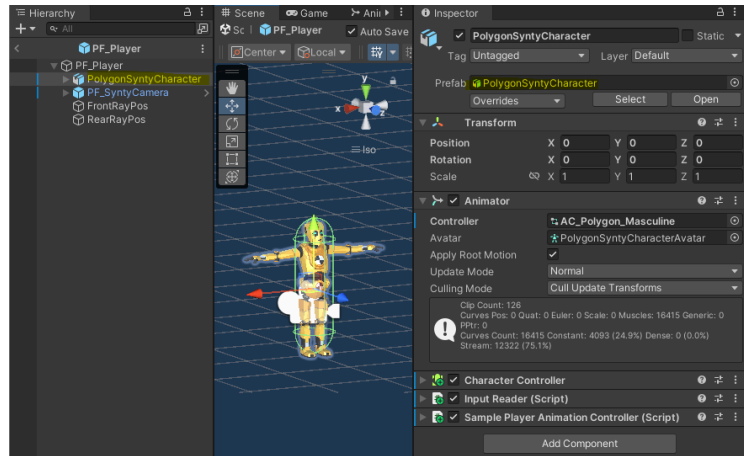 Hierarchy
All
PF_Player
PF_Player
PolygonSyntyCharacter
PF_SyntyCamera
FrontRayPos
RearRayPos
Scene Game Ani
Sc PF_Player Auto Save
Center Local
y
x
z
Iso
Inspector
PolygonSyntyCharacter Static
Tag Untagged Layer Default
Prefab PolygonSyntyCharacter
Overrides Select Open
Transform
Position X 0 Y 0 Z 0
Rotation X 0 Y 0 Z 0
Scale X 1 Y 1 Z 1
Animator
Controller AC_Polygon_Masculine
Avatar PolygonSyntyCharacterAvatar
Apply Root Motion
Update Mode Normal
Culling Mode Cull Update Transforms
Clip Count: 126
Curves Pos: 0 Quat: 0 Euler: 0 Scale: 0 Muscles: 16415 Generic: 0
PPtr: 0
Curves Count: 16415 Constant: 4093 (24.9%) Dense: 0 (0.0%)
Stream: 12322 (75.1%)
Character Controller
Input Reader (Script)
Sample Player Animation Controller (Script)
Add Component